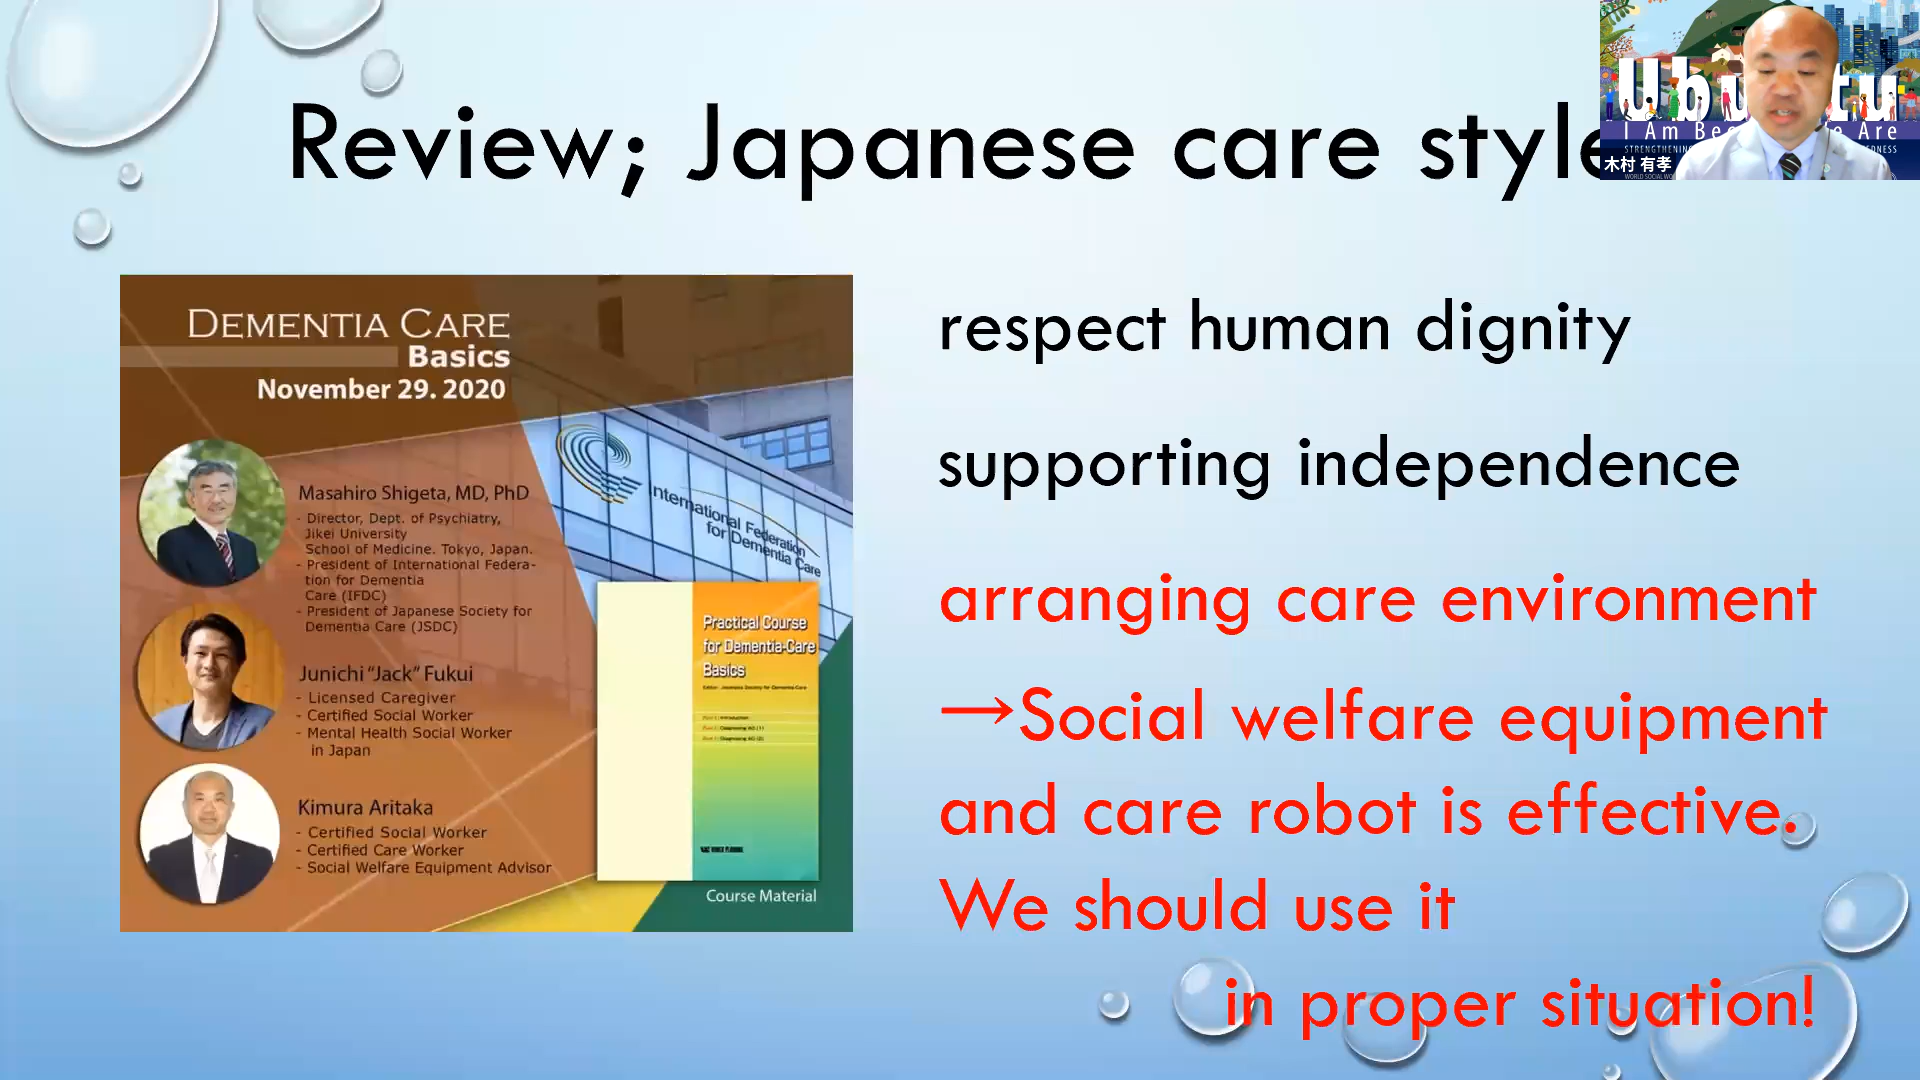 Review; Japanese care style
Ubuntu
I Am Bec
e Are
STRENGTHENING
木村 有孝
DEMENTIA CARE
Basics
November 29. 2020
Masahiro Shigeta, MD, PhD
- Director, Dept. of Psychiatry,
Jikei University
School of Medicine. Tokyo, Japan.
- President of International Federa-
tion for Dementia
Care (IFDC)
- President of Japanese Society for
Dementia Care (JSDC)
Junichi “Jack” Fukui
- Licensed Caregiver
- Certified Social Worker
- Mental Health Social Worker
in Japan
Kimura Aritaka
- Certified Social Worker
- Certified Care Worker
- Social Welfare Equipment Advisor
International Federation
for Dementia Care
Practical Course
for Dementia-Care
Basics
Course Material
respect human dignity
supporting independence
arranging care environment
→Social welfare equipment
and care robot is effective.
We should use it
in proper situation!